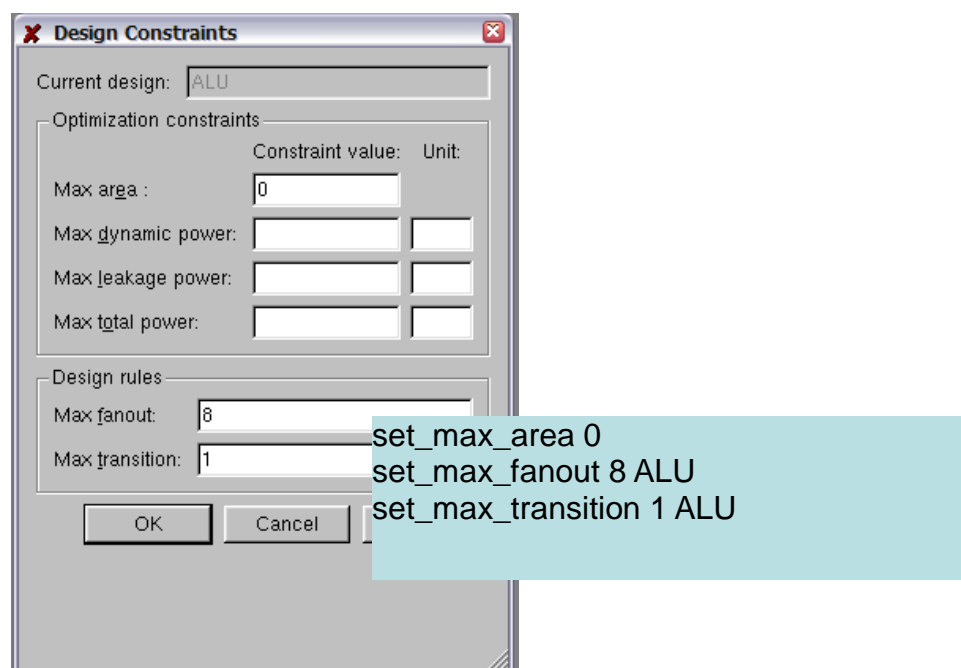 Design Constraints
Current design: ALU
Optimization constraints
Constraint value: Unit:
Max area : 0
Max dynamic power:
Max leakage power:
Max total power:
Design rules
Max fanout: 8
Max transition: 1
set_max_area 0
set_max_fanout 8 ALU
set_max_transition 1 ALU
OK Cancel